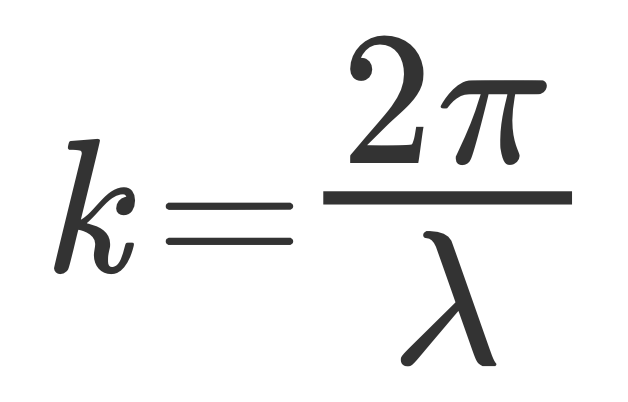 k = 2π / λ